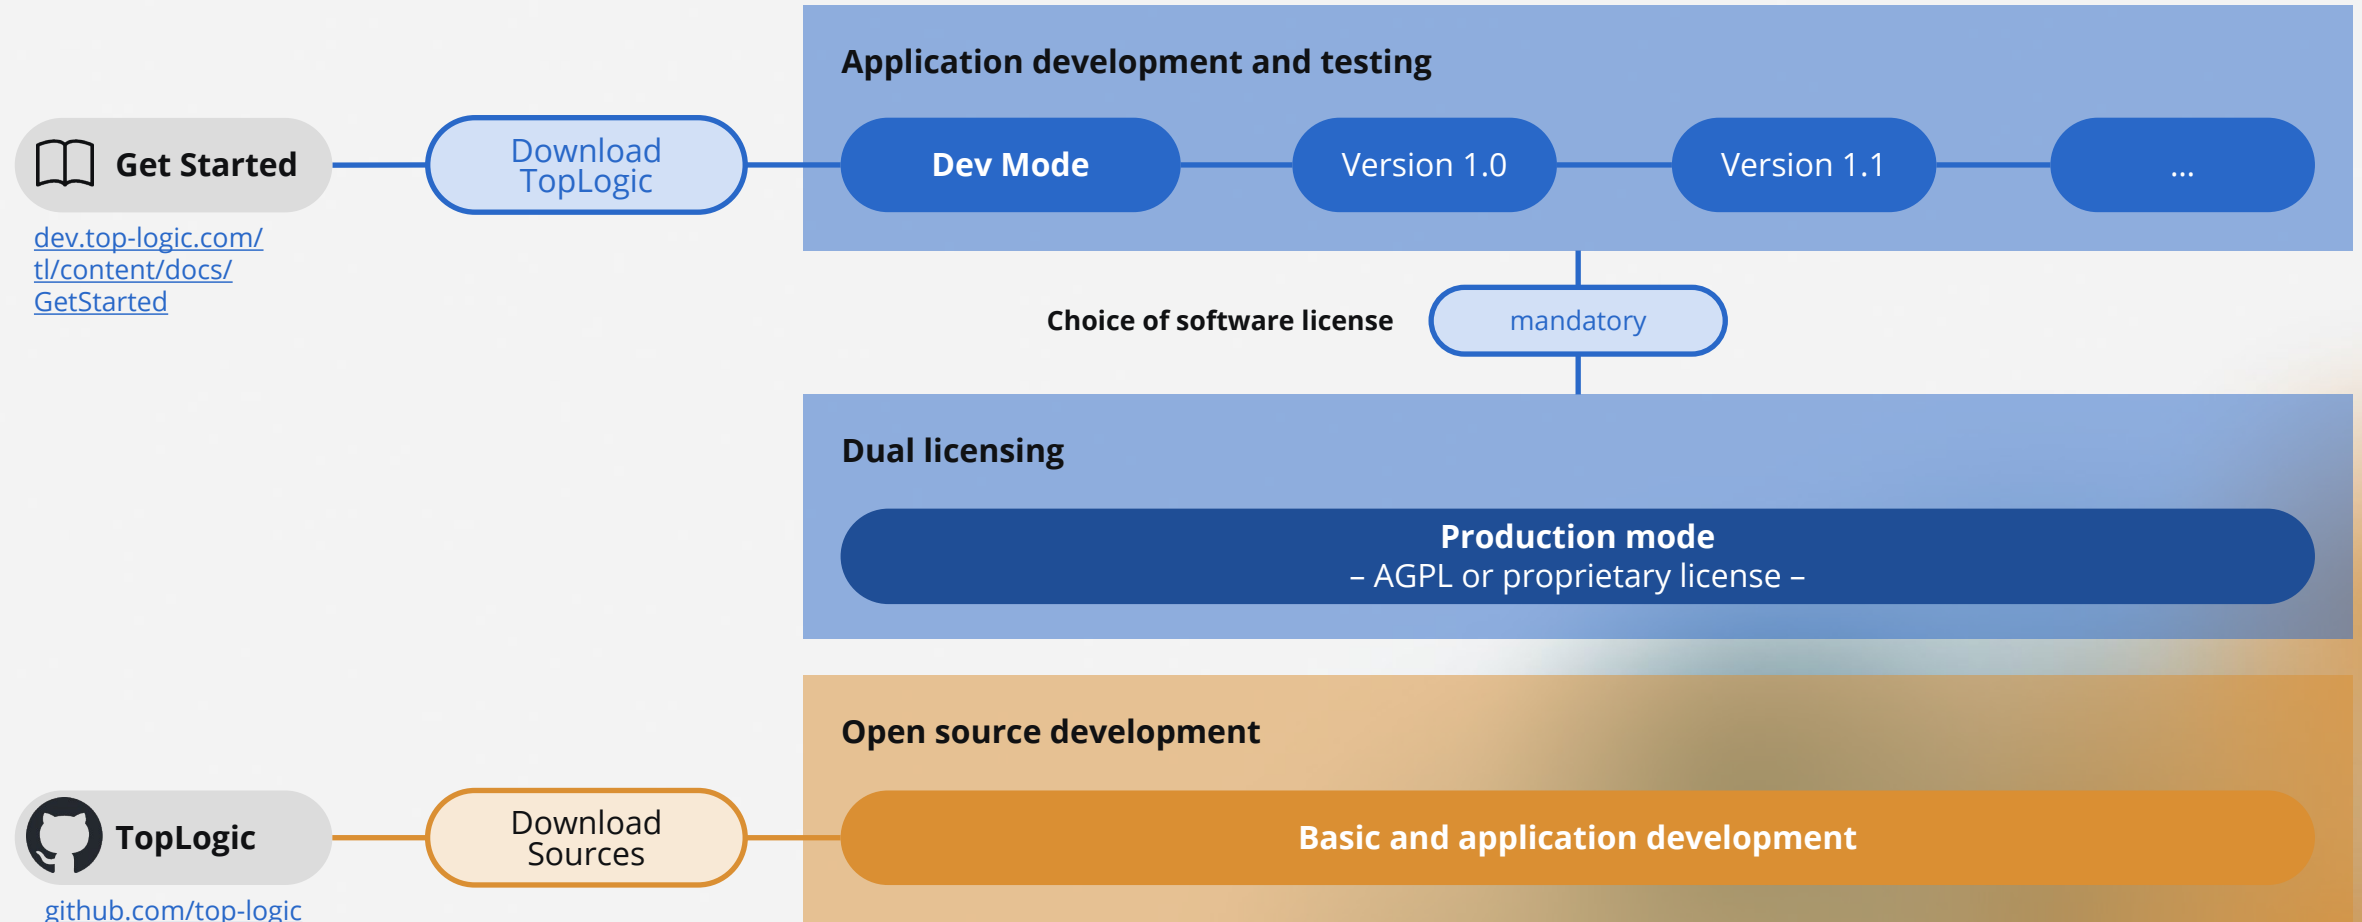 Application development and testing
Get Started
Download
TopLogic
Dev Mode
Version 1.0
Version 1.1
...
dev.top-logic.com/
tl/content/docs/
GetStarted
Choice of software license
mandatory
Dual licensing
Production mode
– AGPL or proprietary license –
Open source development
TopLogic
Download
Sources
Basic and application development
github.com/top-logic